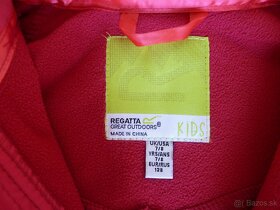 REGATTA
GREAT OUTDOORS®
MADE IN CHINA
KIDS
UK/USA
7/8
YRS/ANS
7/8
EUR/RUS
128
bazar.sk